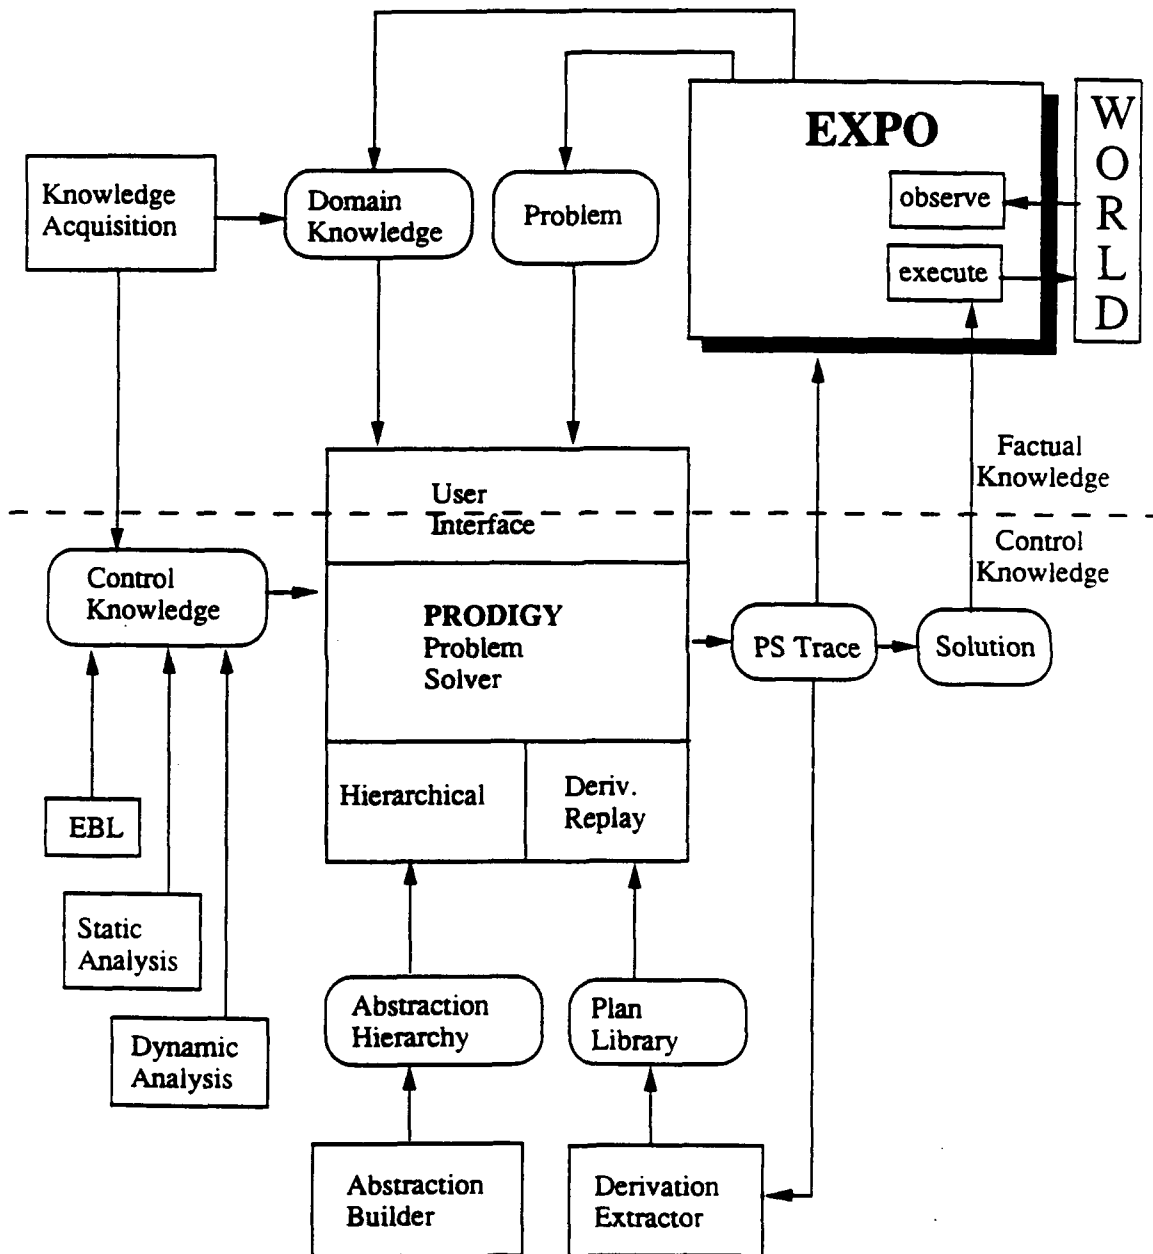 EXPO
WORLD
observe
execute
Knowledge
Acquisition
Domain
Knowledge
Problem
Factual
Knowledge
User
Interface
Control
Knowledge
Control
Knowledge
PRODIGY
Problem
Solver
PS Trace
Solution
Hierarchical
Deriv.
Replay
EBL
Static
Analysis
Dynamic
Analysis
Abstraction
Hierarchy
Plan
Library
Abstraction
Builder
Derivation
Extractor